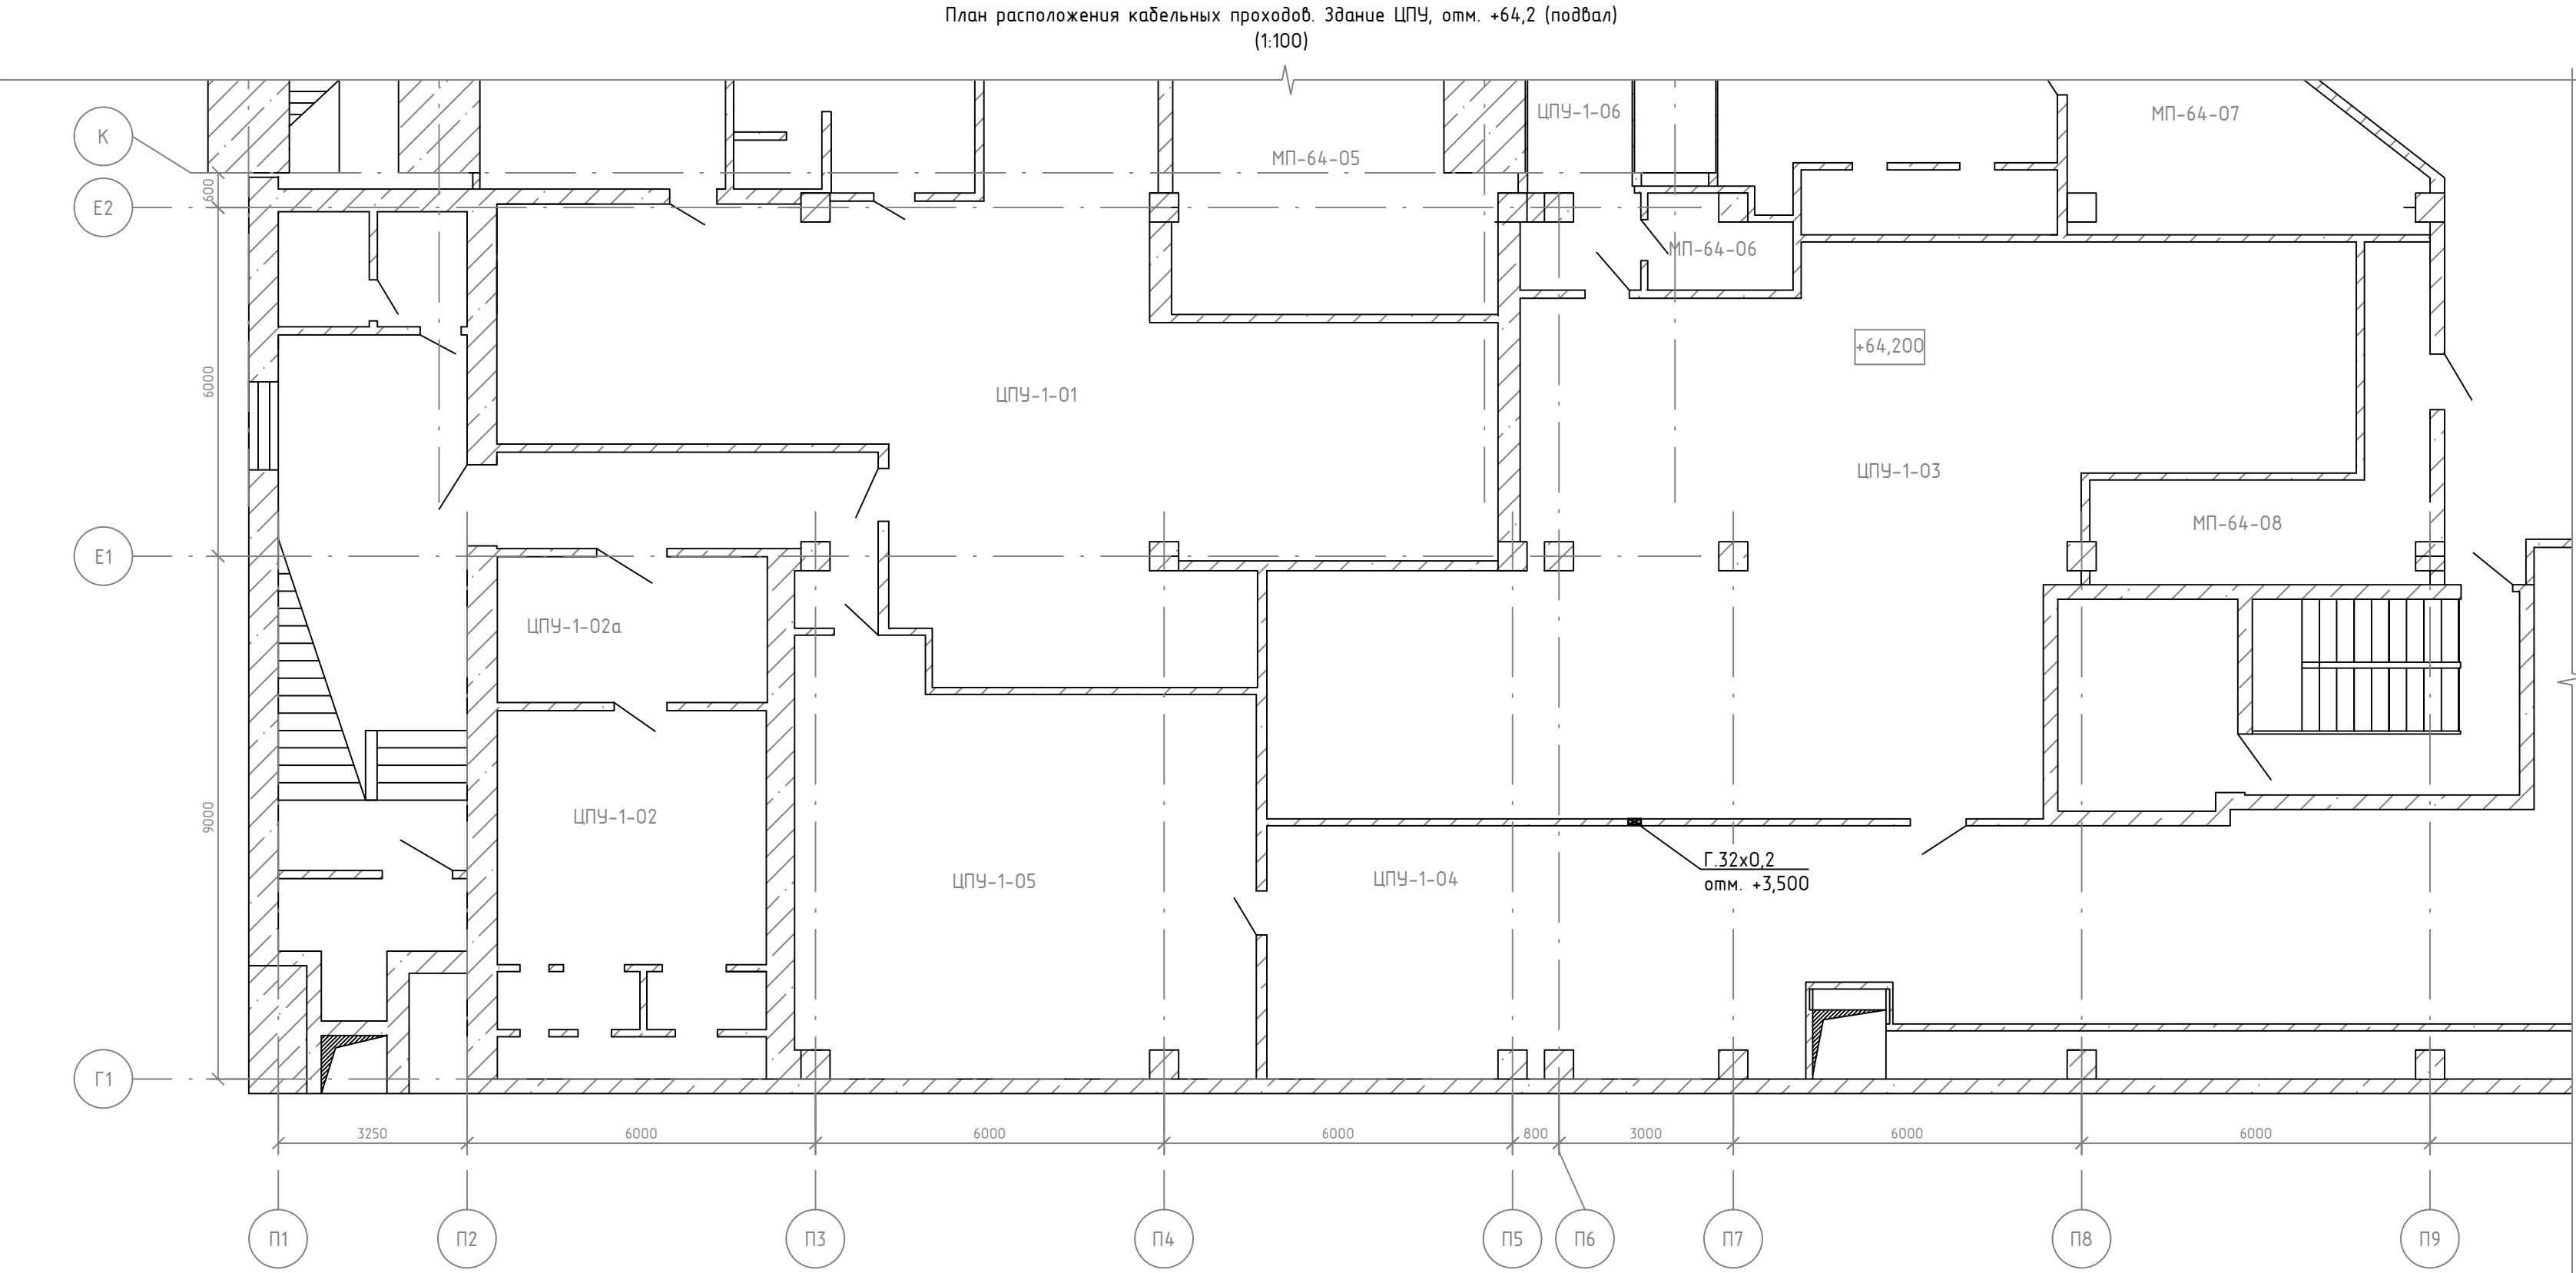 План расположения кабельных проходов. Здание ЦПУ, отм. +64,2 (подвал)
(1:100)
ЦПУ-1-06
МП-64-07
К
МП-64-05
600
Е2
МП-64-06
+64,200
6000
ЦПУ-1-01
ЦПУ-1-03
МП-64-08
Е1
ЦПУ-1-02а
9000
ЦПУ-1-02
Г.32х0,2
ЦПУ-1-05
ЦПУ-1-04
отм. +3,500
Г1
3250
6000
6000
6000
800
3000
6000
6000
П1
П2
П3
П4
П5
П6
П7
П8
П9